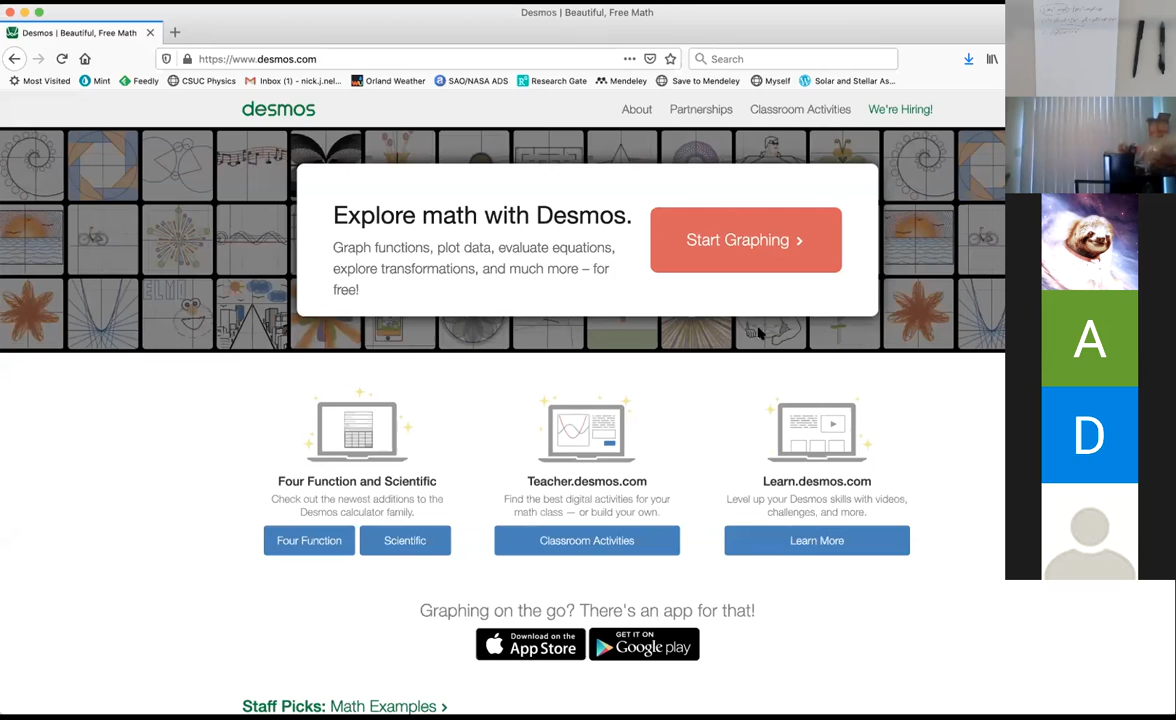 Desmos | Beautiful, Free Math
Desmos | Beautiful, Free Math
https://www.desmos.com
Search
Most Visited Mint Feedly CSUC Physics Inbox (1) - nick.j.nel... Orland Weather SAO/NASA ADS Research Gate Mendeley Save to Mendeley Myself Solar and Stellar As...
desmos
About Partnerships Classroom Activities We're Hiring!
Explore math with Desmos.
Graph functions, plot data, evaluate equations,
explore transformations, and much more – for
free!
Start Graphing >
ELMO
A
D
Four Function and Scientific
Check out the newest additions to the
Desmos calculator family.
Four Function Scientific
Teacher.desmos.com
Find the best digital activities for your
math class — or build your own.
Classroom Activities
Learn.desmos.com
Level up your Desmos skills with videos,
challenges, and more.
Learn More
Graphing on the go? There's an app for that!
Download on the
App Store
GET IT ON
Google play
Staff Picks: Math Examples >